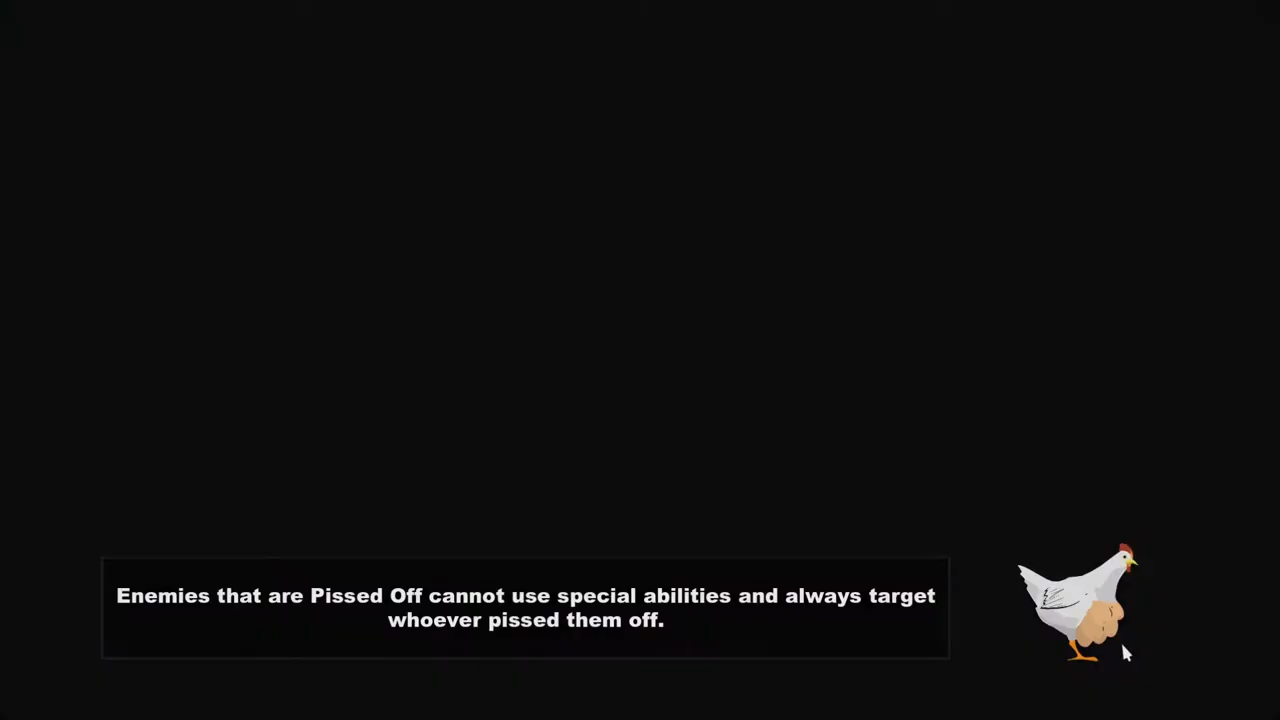 Enemies that are Pissed Off cannot use special abilities and always target
whoever pissed them off.